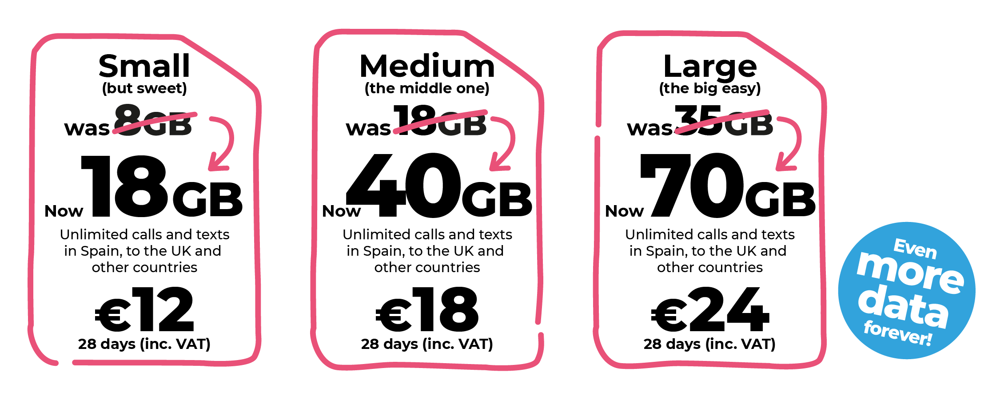 Small
(but sweet)
was 8GB
Now 18GB
Unlimited calls and texts
in Spain, to the UK and
other countries
€12
28 days (inc. VAT)
Medium
(the middle one)
was 18GB
Now 40GB
Unlimited calls and texts
in Spain, to the UK and
other countries
€18
28 days (inc. VAT)
Large
(the big easy)
was 35GB
Now 70GB
Unlimited calls and texts
in Spain, to the UK and
other countries
€24
28 days (inc. VAT)
Even
more
data
forever!